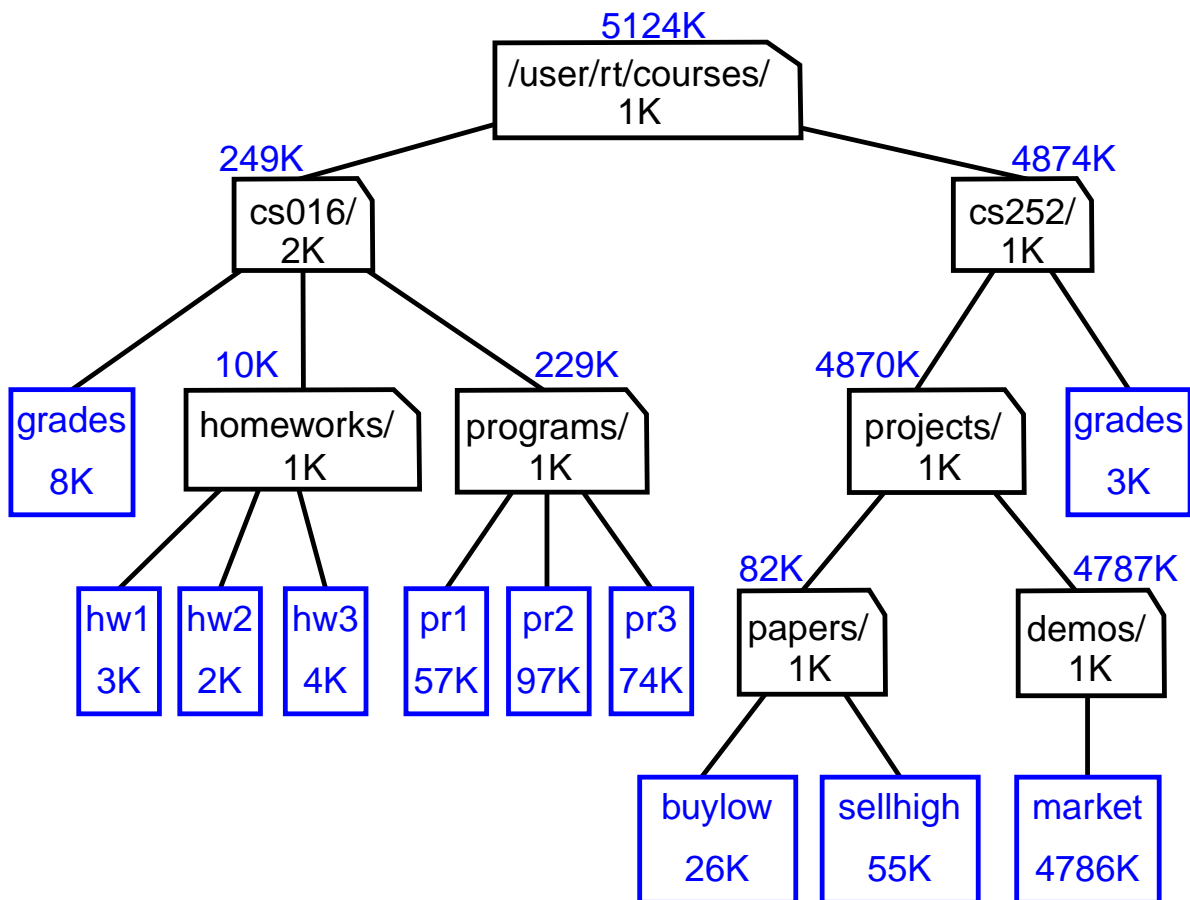 5124K
/user/rt/courses/
1K
249K
4874K
cs016/
2K
cs252/
1K
10K
229K
4870K
grades
8K
homeworks/
1K
programs/
1K
projects/
1K
grades
3K
82K
4787K
hw1
3K
hw2
2K
hw3
4K
pr1
57K
pr2
97K
pr3
74K
papers/
1K
demos/
1K
buylow
26K
sellhigh
55K
market
4786K